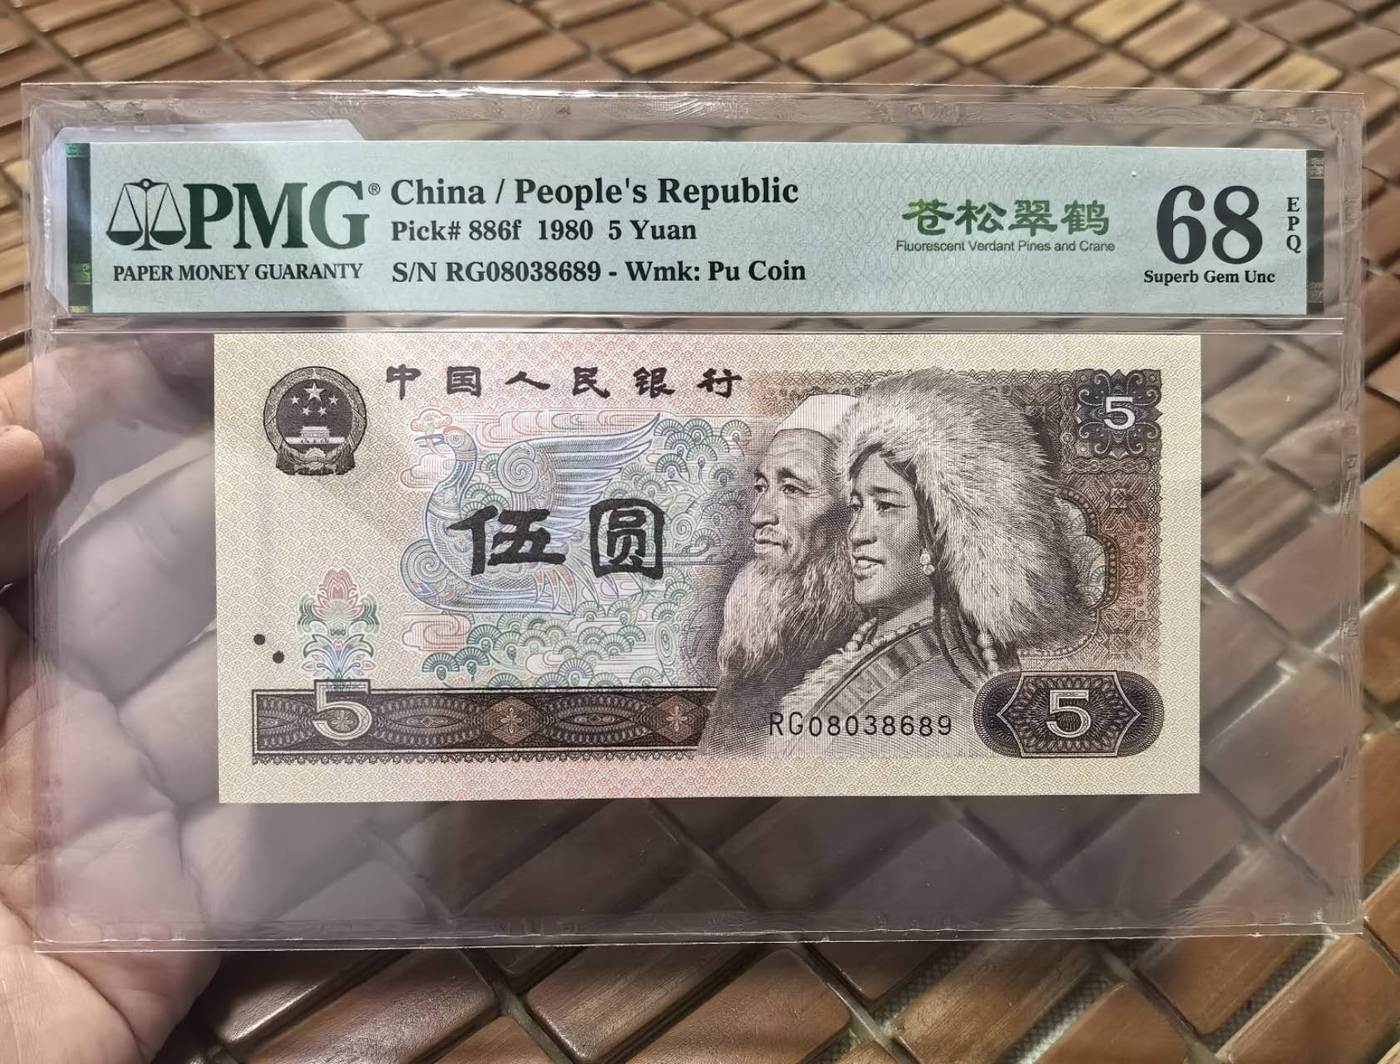 PMG®
PAPER MONEY GUARANTY
China / People's Republic
Pick# 886f 1980 5 Yuan
S/N RG08038689 - Wmk: Pu Coin
苍松翠鹤
Fluorescent Verdant Pines and Crane
68
EPQ
Superb Gem Unc
中国人民银行
5
伍圆
5
RG08038689
5